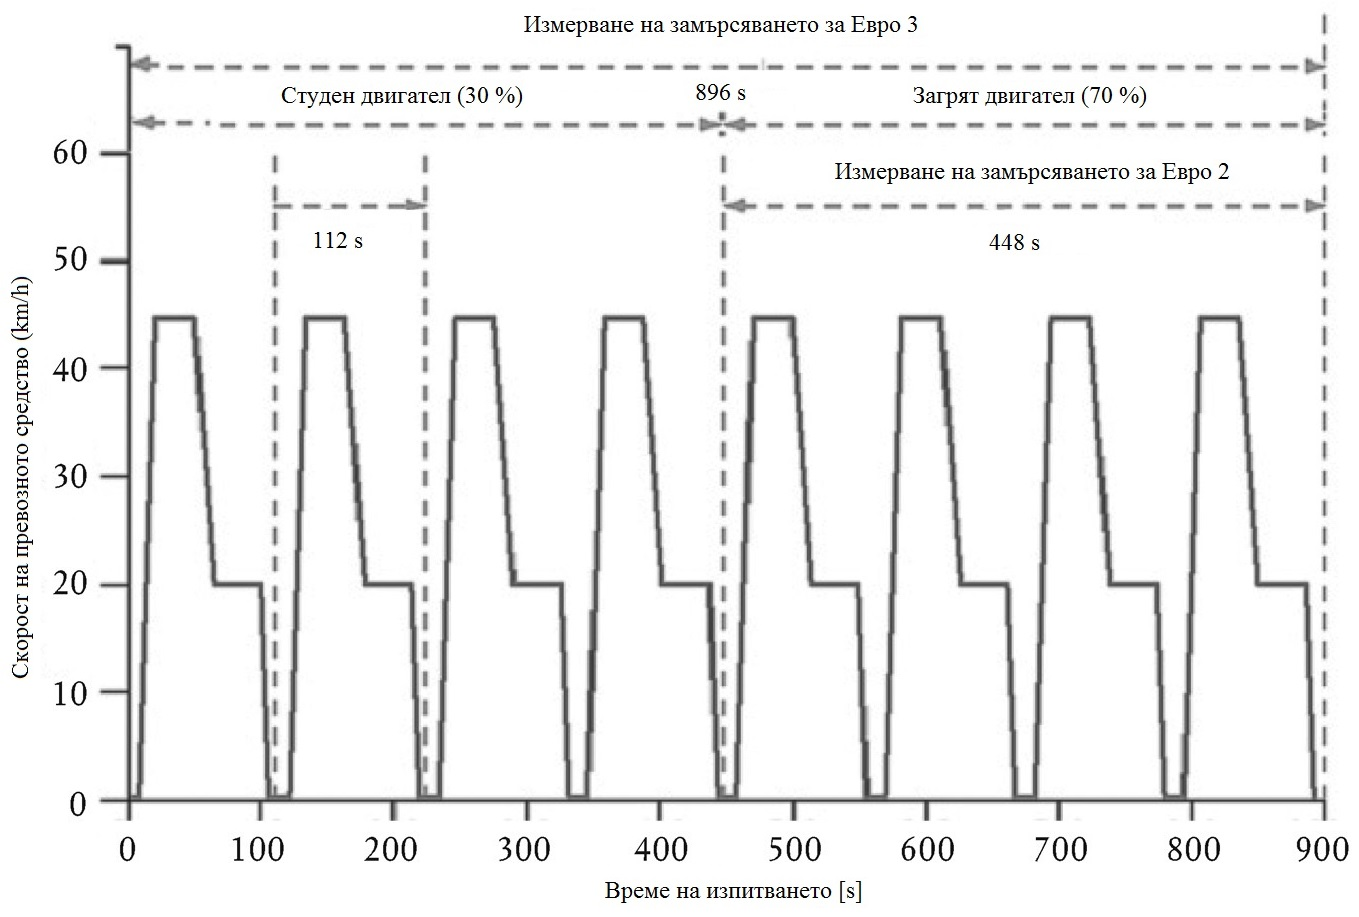 Измерване на замърсяването за Евро 3
Студен двигател (30 %)
896 s
Загрят двигател (70 %)
Измерване на замърсяването за Евро 2
112 s
448 s
60
50
40
30
20
10
0
Скорост на превозното средство (km/h)
0 100 200 300 400 500 600 700 800 900
Време на изпитването [s]